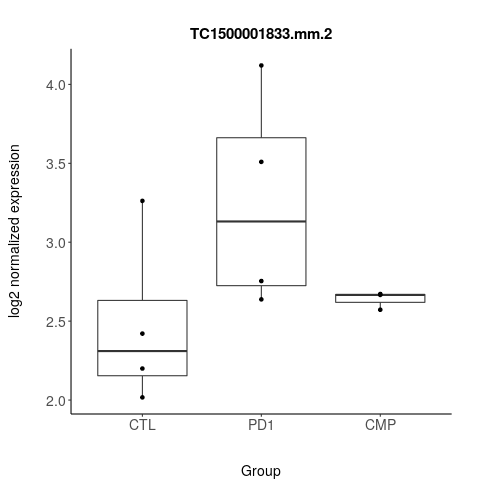 TC1500001833.mm.2
log2 normalized expression
4.0
3.5
3.0
2.5
2.0
CTL PD1 CMP
Group